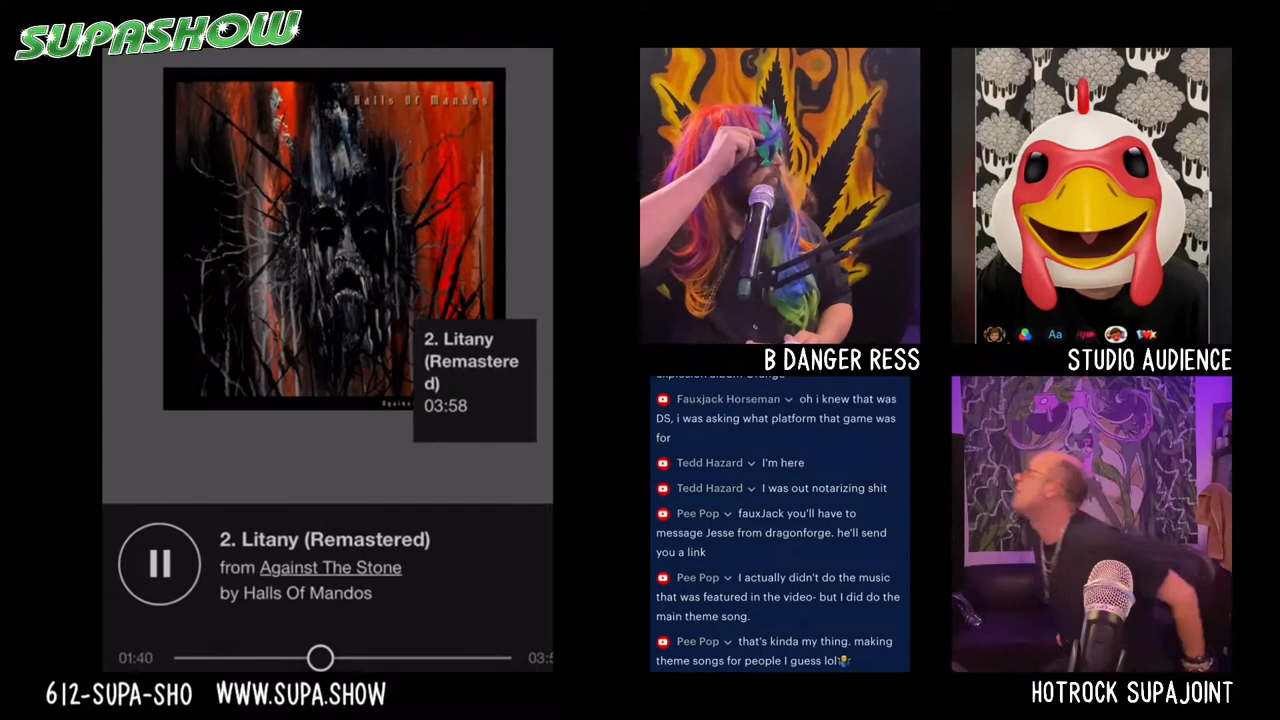 SUPASHOW
Halls Of Mandos
2. Litany
(Remastere
d)
03:58
2. Litany (Remastered)
from Against The Stone
by Halls Of Mandos
01:40
612-SUPA-SHO WWW.SUPA.SHOW
B DANGER RESS
Aa
STUDIO AUDIENCE
Fauxjack Horseman oh i knew that was
DS, i was asking what platform that game was
for
Tedd Hazard I'm here
Tedd Hazard I was out notarizing shit
Pee Pop fauxJack you'll have to
message Jesse from dragonforge. he'll send
you a link
Pee Pop I actually didn't do the music
that was featured in the video- but I did do the
main theme song.
Pee Pop that's kinda my thing. making
theme songs for people I guess lol
HOTROCK SUPAJOINT